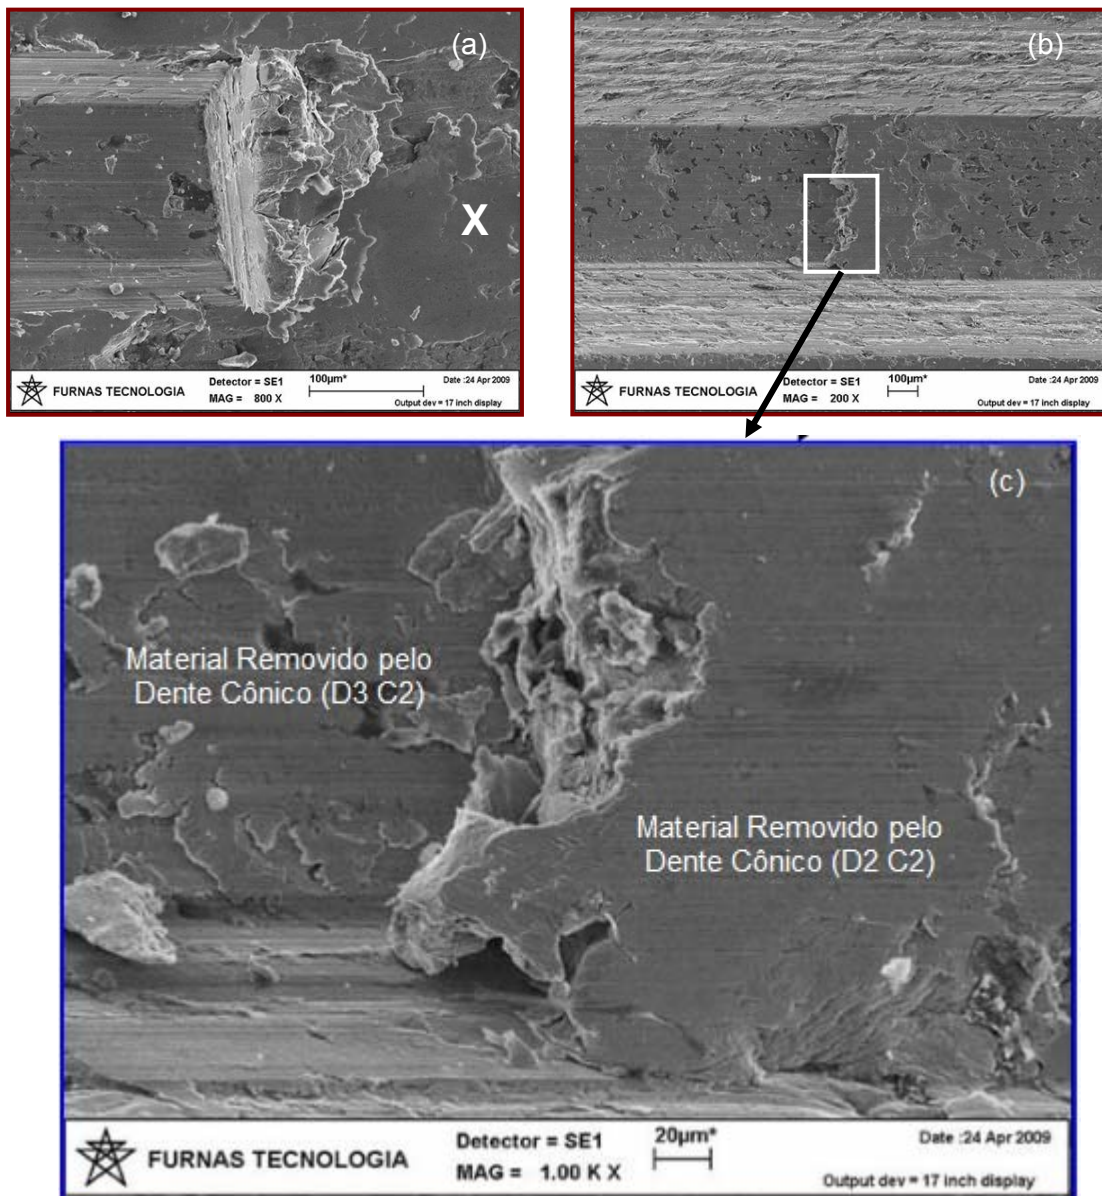 (a)
X
FURNAS TECNOLOGIA
Detector = SE1
MAG = 800 X
100µm*
Date :24 Apr 2009
Output dev = 17 inch display
(b)
FURNAS TECNOLOGIA
Detector = SE1
MAG = 200 X
100µm*
Date :24 Apr 2009
Output dev = 17 inch display
(c)
Material Removido pelo
Dente Cônico (D3 C2)
Material Removido pelo
Dente Cônico (D2 C2)
FURNAS TECNOLOGIA
Detector = SE1
MAG = 1.00 K X
20µm*
Date :24 Apr 2009
Output dev = 17 inch display